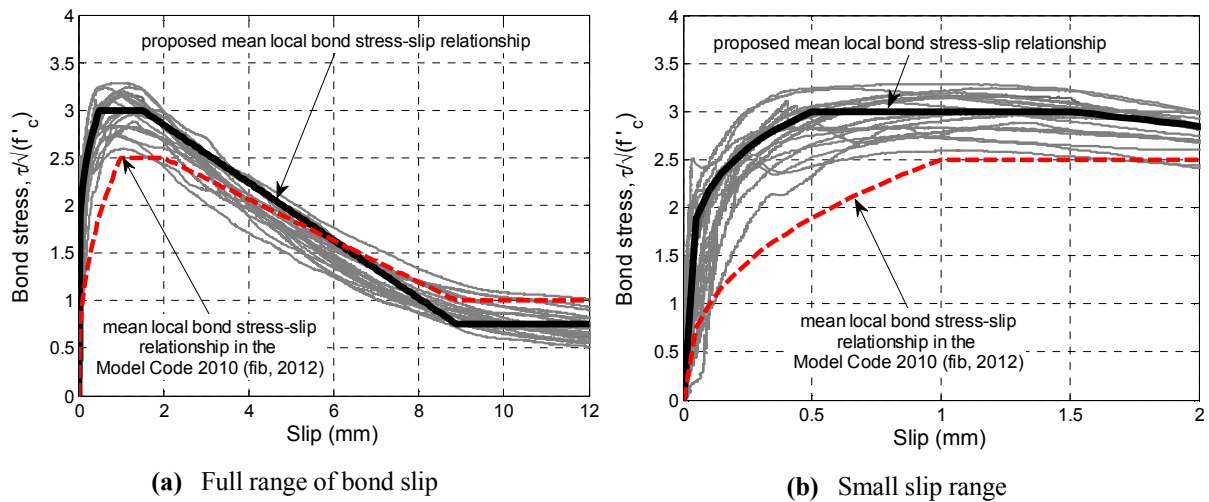 proposed mean local bond stress-slip relationship
4
3.5
3
2.5
2
1.5
1
0.5
0
Bond stress, τ/√(f'c)
mean local bond stress-slip
relationship in the
Model Code 2010 (fib, 2012)
0 2 4 6 8 10 12
Slip (mm)
(a) Full range of bond slip
proposed mean local bond stress-slip relationship
4
3.5
3
2.5
2
1.5
1
0.5
0
Bond stress, τ/√(f'c)
mean local bond stress-slip
relationship in the
Model Code 2010 (fib, 2012)
0 0.5 1 1.5 2
Slip (mm)
(b) Small slip range